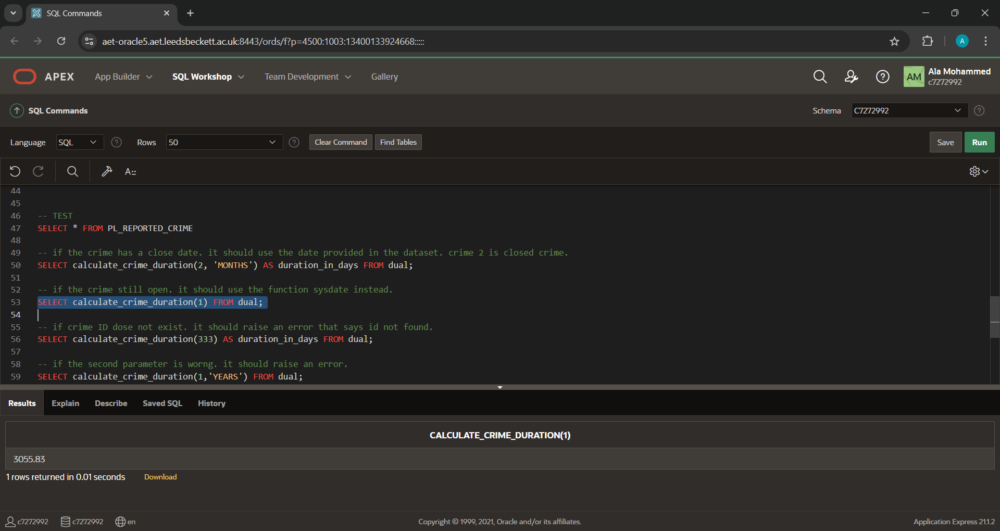 SQL Commands
aet-oracle5.aet.leedsbeckett.ac.uk:8443/ords/f?p=4500:1003:13400133924668:::::
A
APEX
App Builder
SQL Workshop
Team Development
Gallery
AM
Ala Mohammed
c7272992
SQL Commands
Schema
C7272992
Language
SQL
Rows
50
Clear Command
Find Tables
Save
Run
A::
44
45
46 -- TEST
47 SELECT * FROM PL_REPORTED_CRIME
48
49 -- if the crime has a close date. it should use the date provided in the dataset. crime 2 is closed crime.
50 SELECT calculate_crime_duration(2, 'MONTHS') AS duration_in_days FROM dual;
51
52 -- if the crime still open. it should use the function sysdate instead.
53 SELECT calculate_crime_duration(1) FROM dual;
54
55 -- if crime ID dose not exist. it should raise an error that says id not found.
56 SELECT calculate_crime_duration(333) AS duration_in_days FROM dual;
57
58 -- if the second parameter is worng. it should raise an error.
59 SELECT calculate_crime_duration(1,'YEARS') FROM dual;
Results
Explain
Describe
Saved SQL
History
CALCULATE_CRIME_DURATION(1)
3055.83
1 rows returned in 0.01 seconds
Download
c7272992
c7272992
en
Copyright © 1999, 2021, Oracle and/or its affiliates.
Application Express 21.1.2